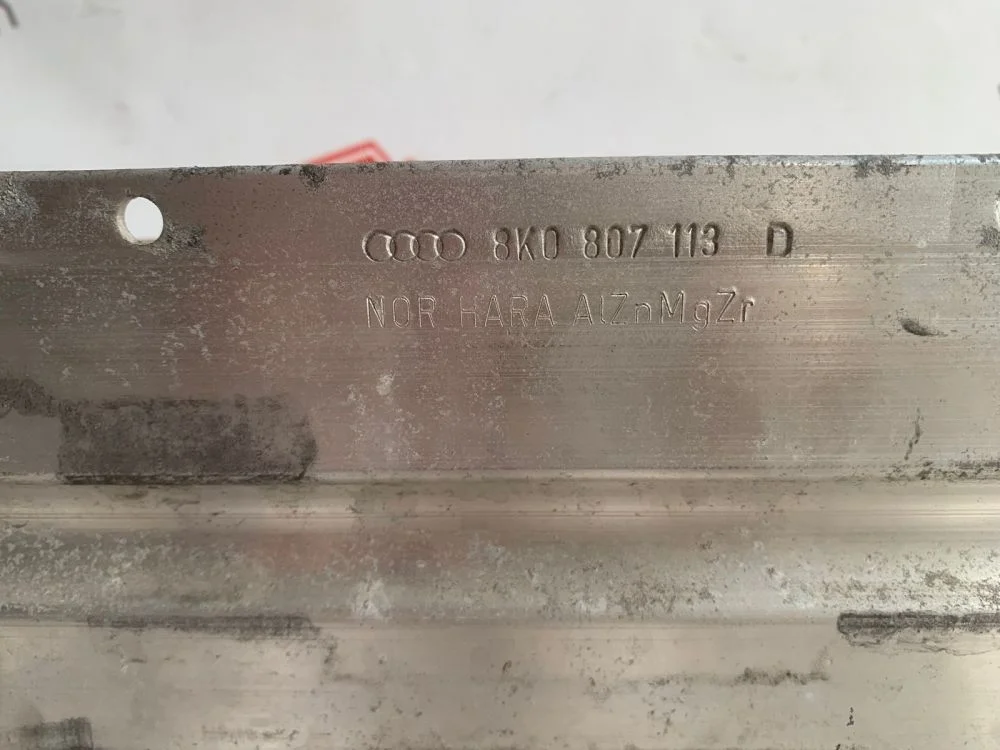 8K0 807 113 D
NOR HARA AlZnMgZr